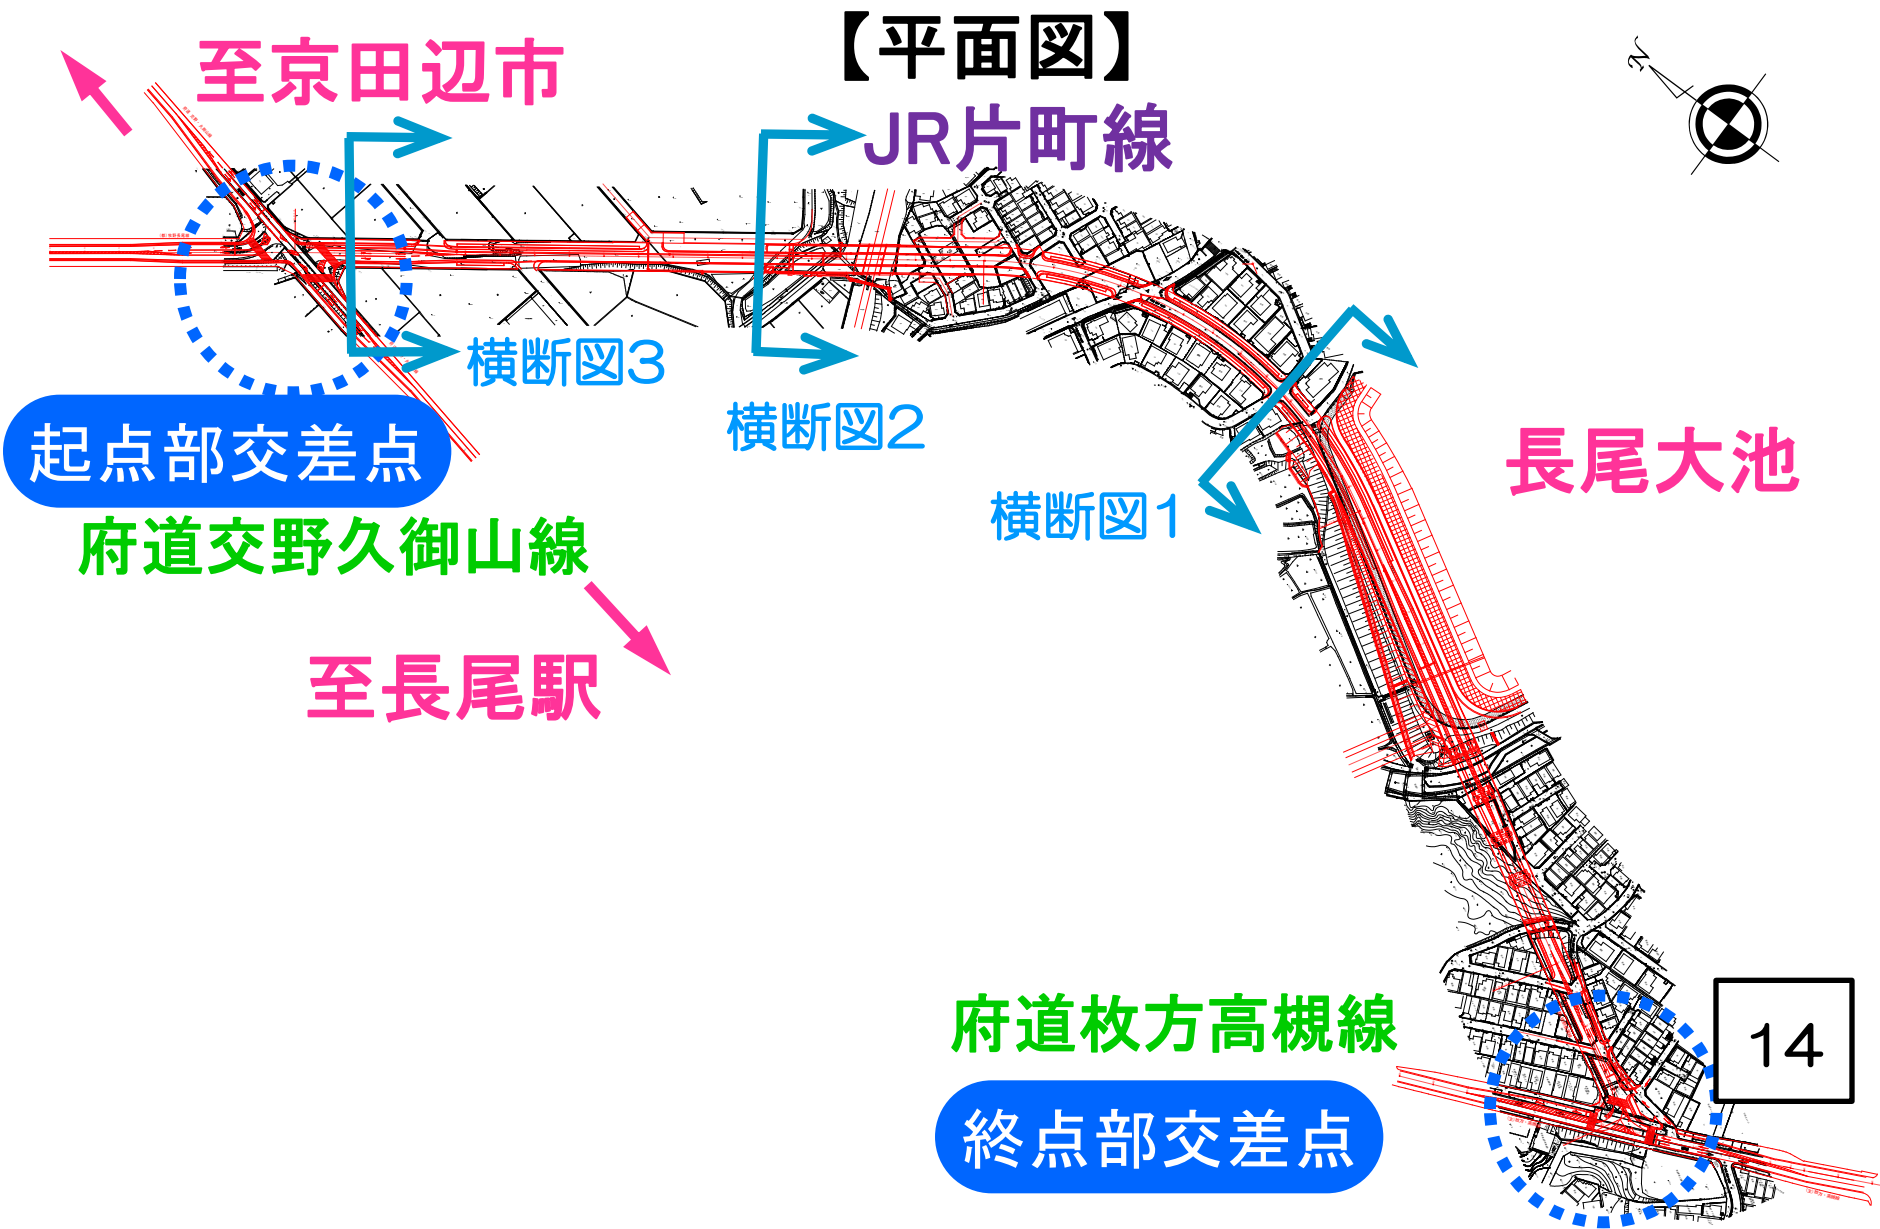 【平面図】
N
至京田辺市
JR片町線
横断図3
横断図2
起点部交差点
長尾大池
横断図1
府道交野久御山線
至長尾駅
府道枚方高槻線
14
終点部交差点